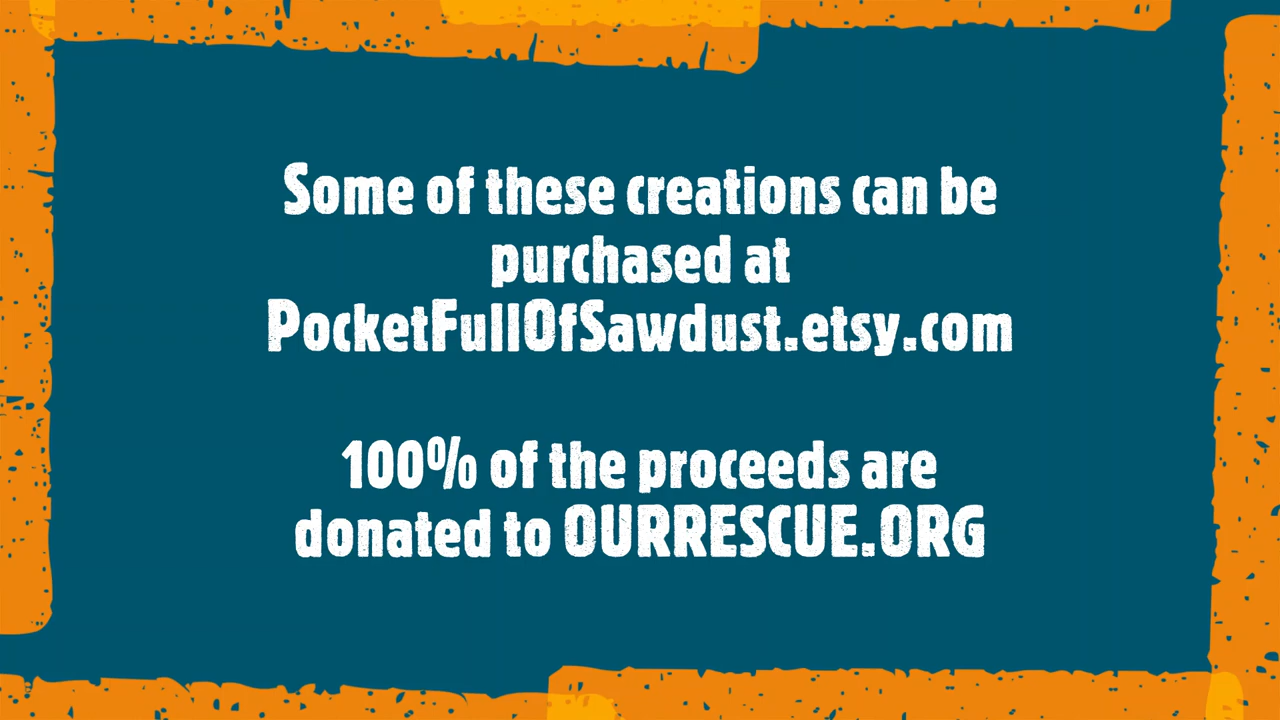 Some of these creations can be
purchased at
PocketFullOfSawdust.etsy.com
100% of the proceeds are
donated to OURRESCUE.ORG